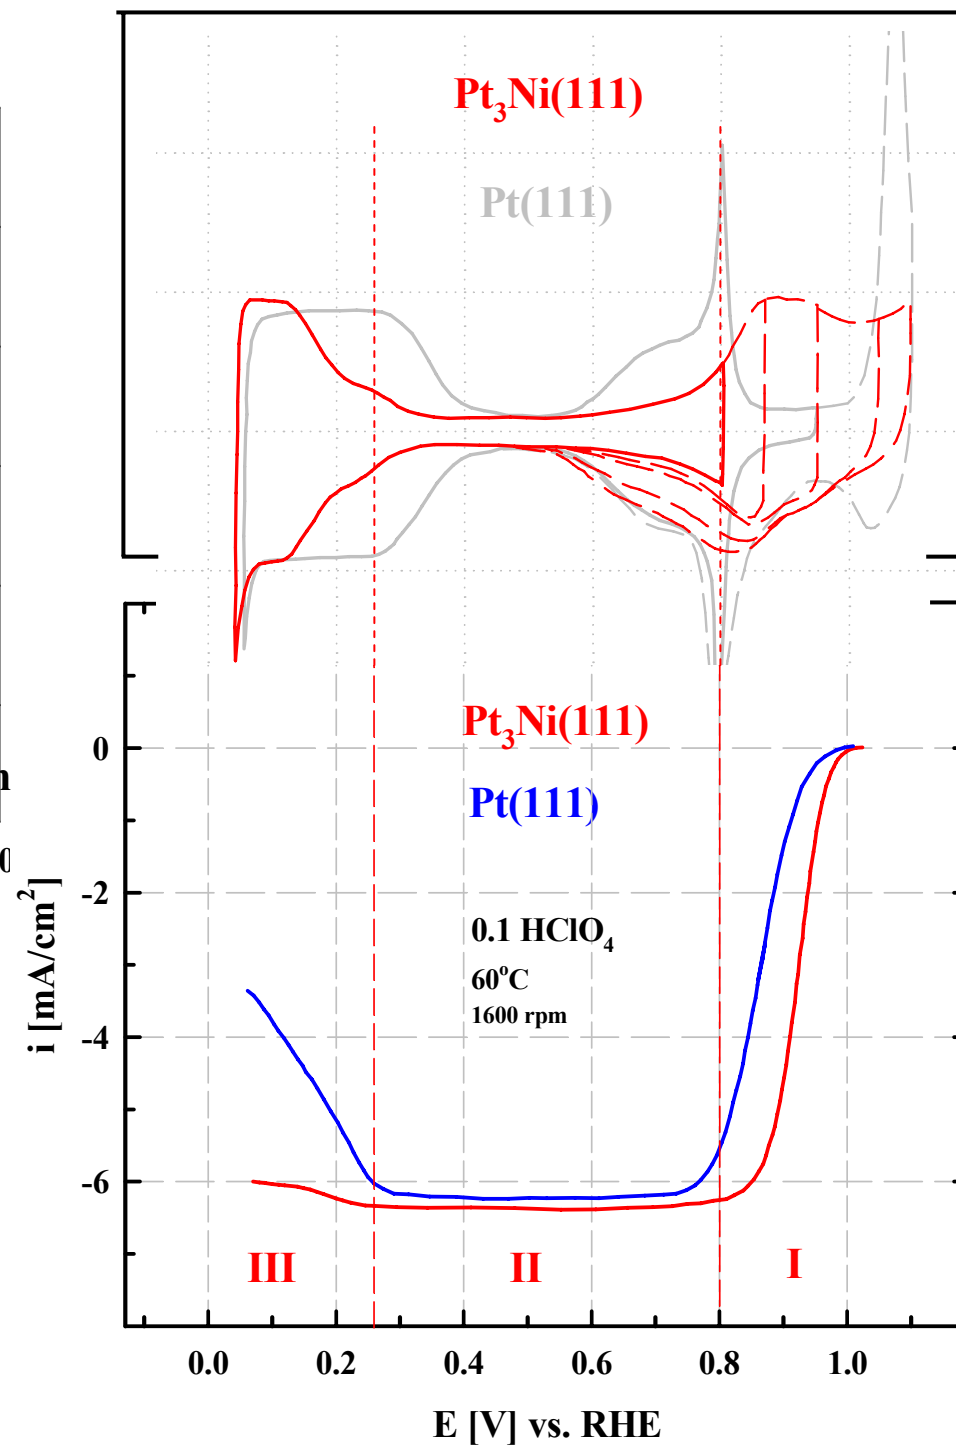 Pt3Ni(111)
Pt(111)
Pt3Ni(111)
Pt(111)
0.1 HClO4
60oC
1600 rpm
i [mA/cm2]
0
-2
-4
-6
III II I
0.0 0.2 0.4 0.6 0.8 1.0
E [V] vs. RHE